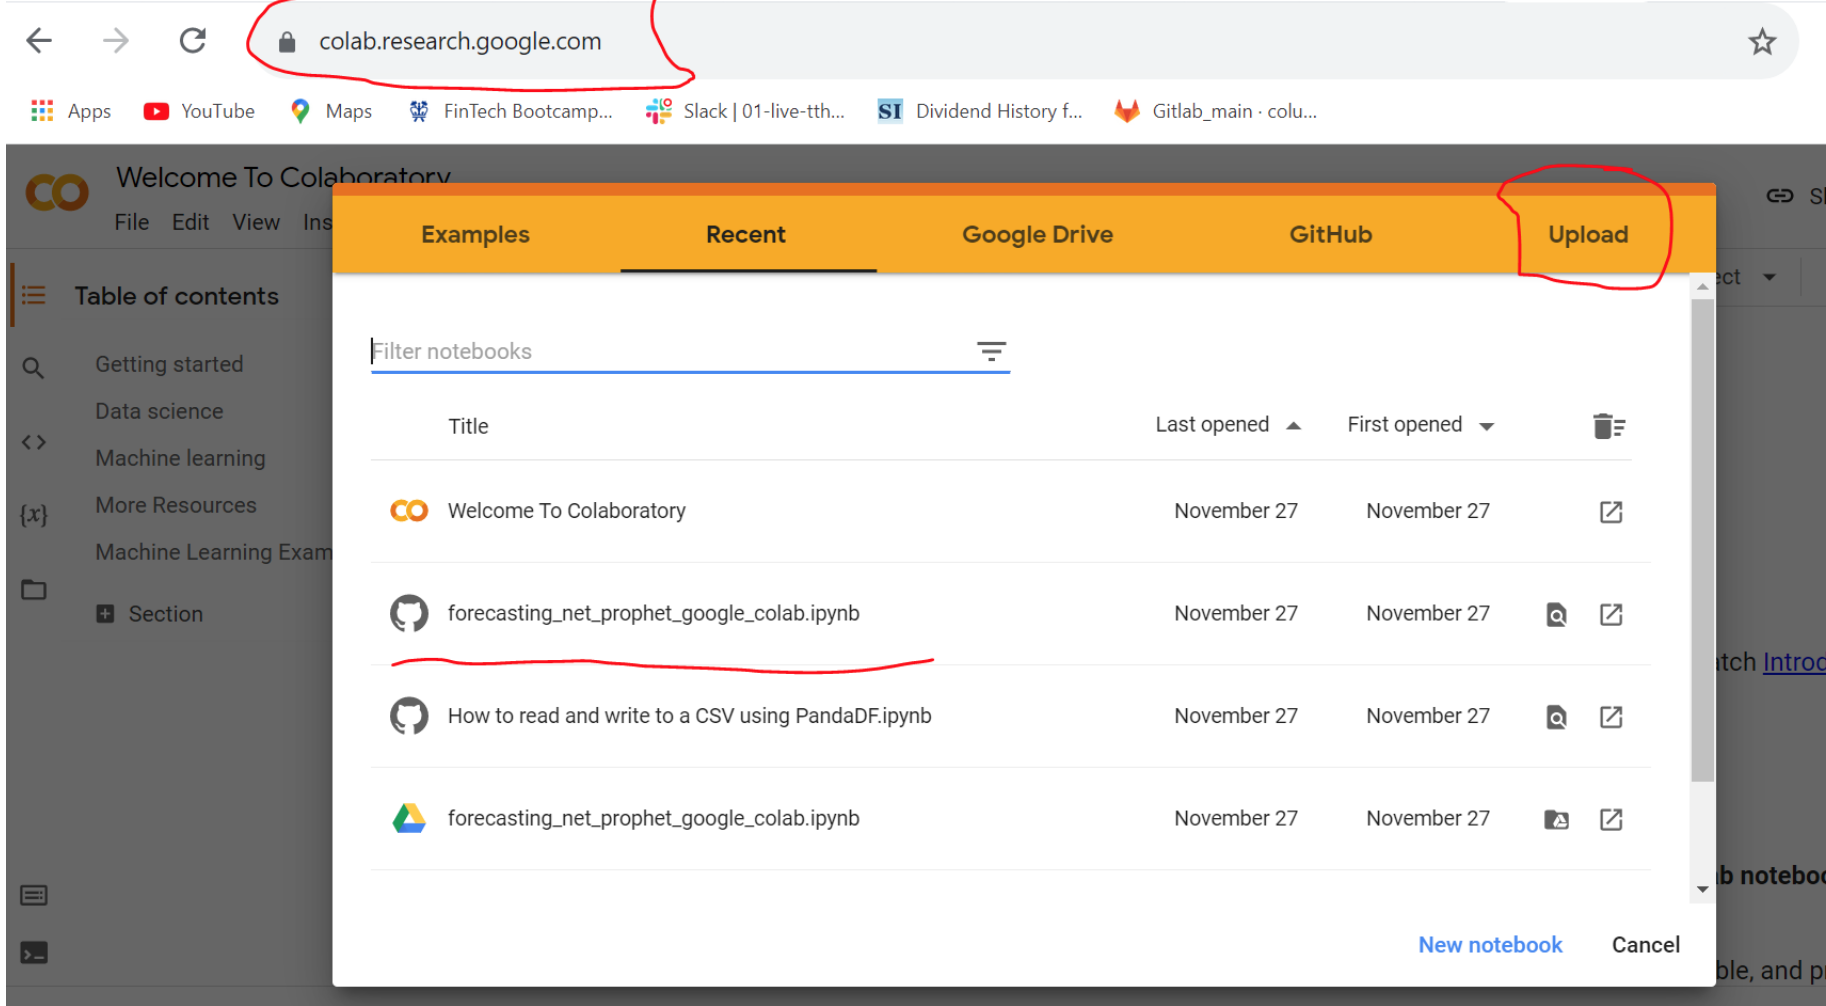 colab.research.google.com
Apps YouTube Maps FinTech Bootcamp... Slack | 01-live-tth... SI Dividend History f... Gitlab_main · colu...
Welcome To Colaboratory
File Edit View Ins
Examples Recent Google Drive GitHub Upload
Table of contents
Filter notebooks
Getting started
Data science
Machine learning
More Resources
Machine Learning Exam
Section
Title Last opened First opened
Welcome To Colaboratory November 27 November 27
forecasting_net_prophet_google_colab.ipynb November 27 November 27
How to read and write to a CSV using PandaDF.ipynb November 27 November 27
forecasting_net_prophet_google_colab.ipynb November 27 November 27
New notebook Cancel
{x}
ect
atch Introd
b noteboo
ble, and p